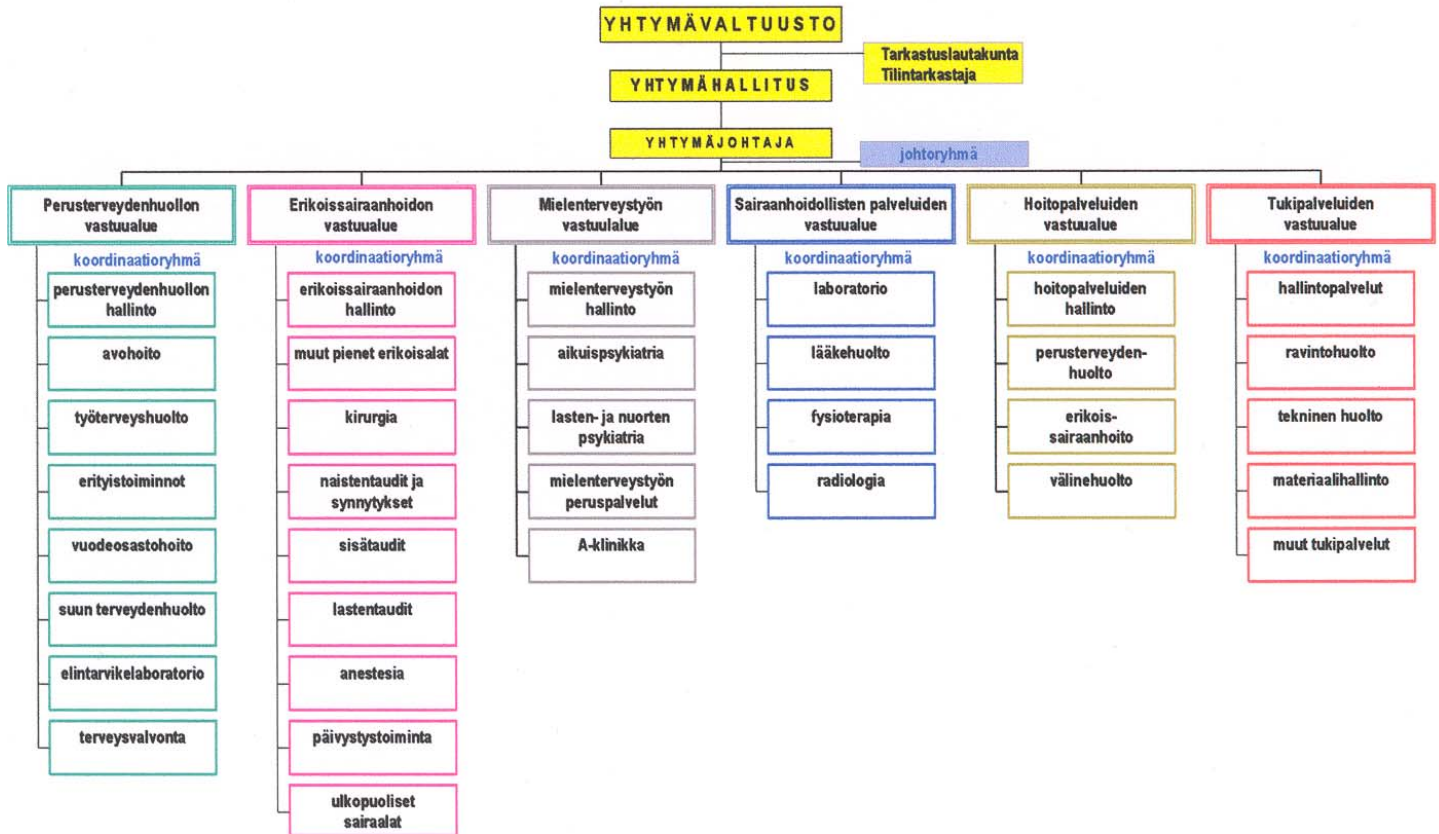 YHTYMÄVALTUUSTO
Tarkastuslautakunta
Tilintarkastaja
YHTYMÄHALLITUS
YHTYMÄJOHTAJA
johtoryhmä
Perusterveydenhuollon
vastuualue
koordinaatioryhmä
perusterveydenhuollon
hallinto
avohoito
työterveyshuolto
erityistoiminnot
vuodeosastohoito
suun terveydenhuolto
elintarvikelaboratorio
terveysvalvonta
Erikoissairaanhoidon
vastuualue
koordinaatioryhmä
erikoissairaanhoidon
hallinto
muut pienet erikoisalat
kirurgia
naistentaudit ja
synnytykset
sisätaudit
lastentaudit
anestesia
päivystystoiminta
ulkopuoliset
sairaalat
Mielenterveystyön
vastuulalue
koordinaatioryhmä
mielenterveystyön
hallinto
aikuispsykiatria
lasten- ja nuorten
psykiatria
mielenterveystyön
peruspalvelut
A-klinikka
Sairaanhoidollisten palveluiden
vastuualue
koordinaatioryhmä
laboratorio
lääkehuolto
fysioterapia
radiologia
Hoitopalveluiden
vastuualue
koordinaatioryhmä
hoitopalveluiden
hallinto
perusterveyden-
huolto
erikois-
sairaanhoito
välinehuolto
Tukipalveluiden
vastuualue
koordinaatioryhmä
hallintopalvelut
ravintohuolto
tekninen huolto
materiaalihallinto
muut tukipalvelut